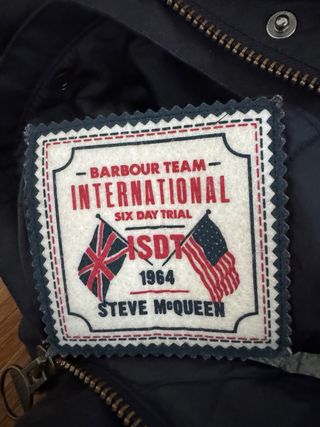 BARBOUR TEAM
INTERNATIONAL
SIX DAY TRIAL
ISDT
1964
STEVE McQUEEN